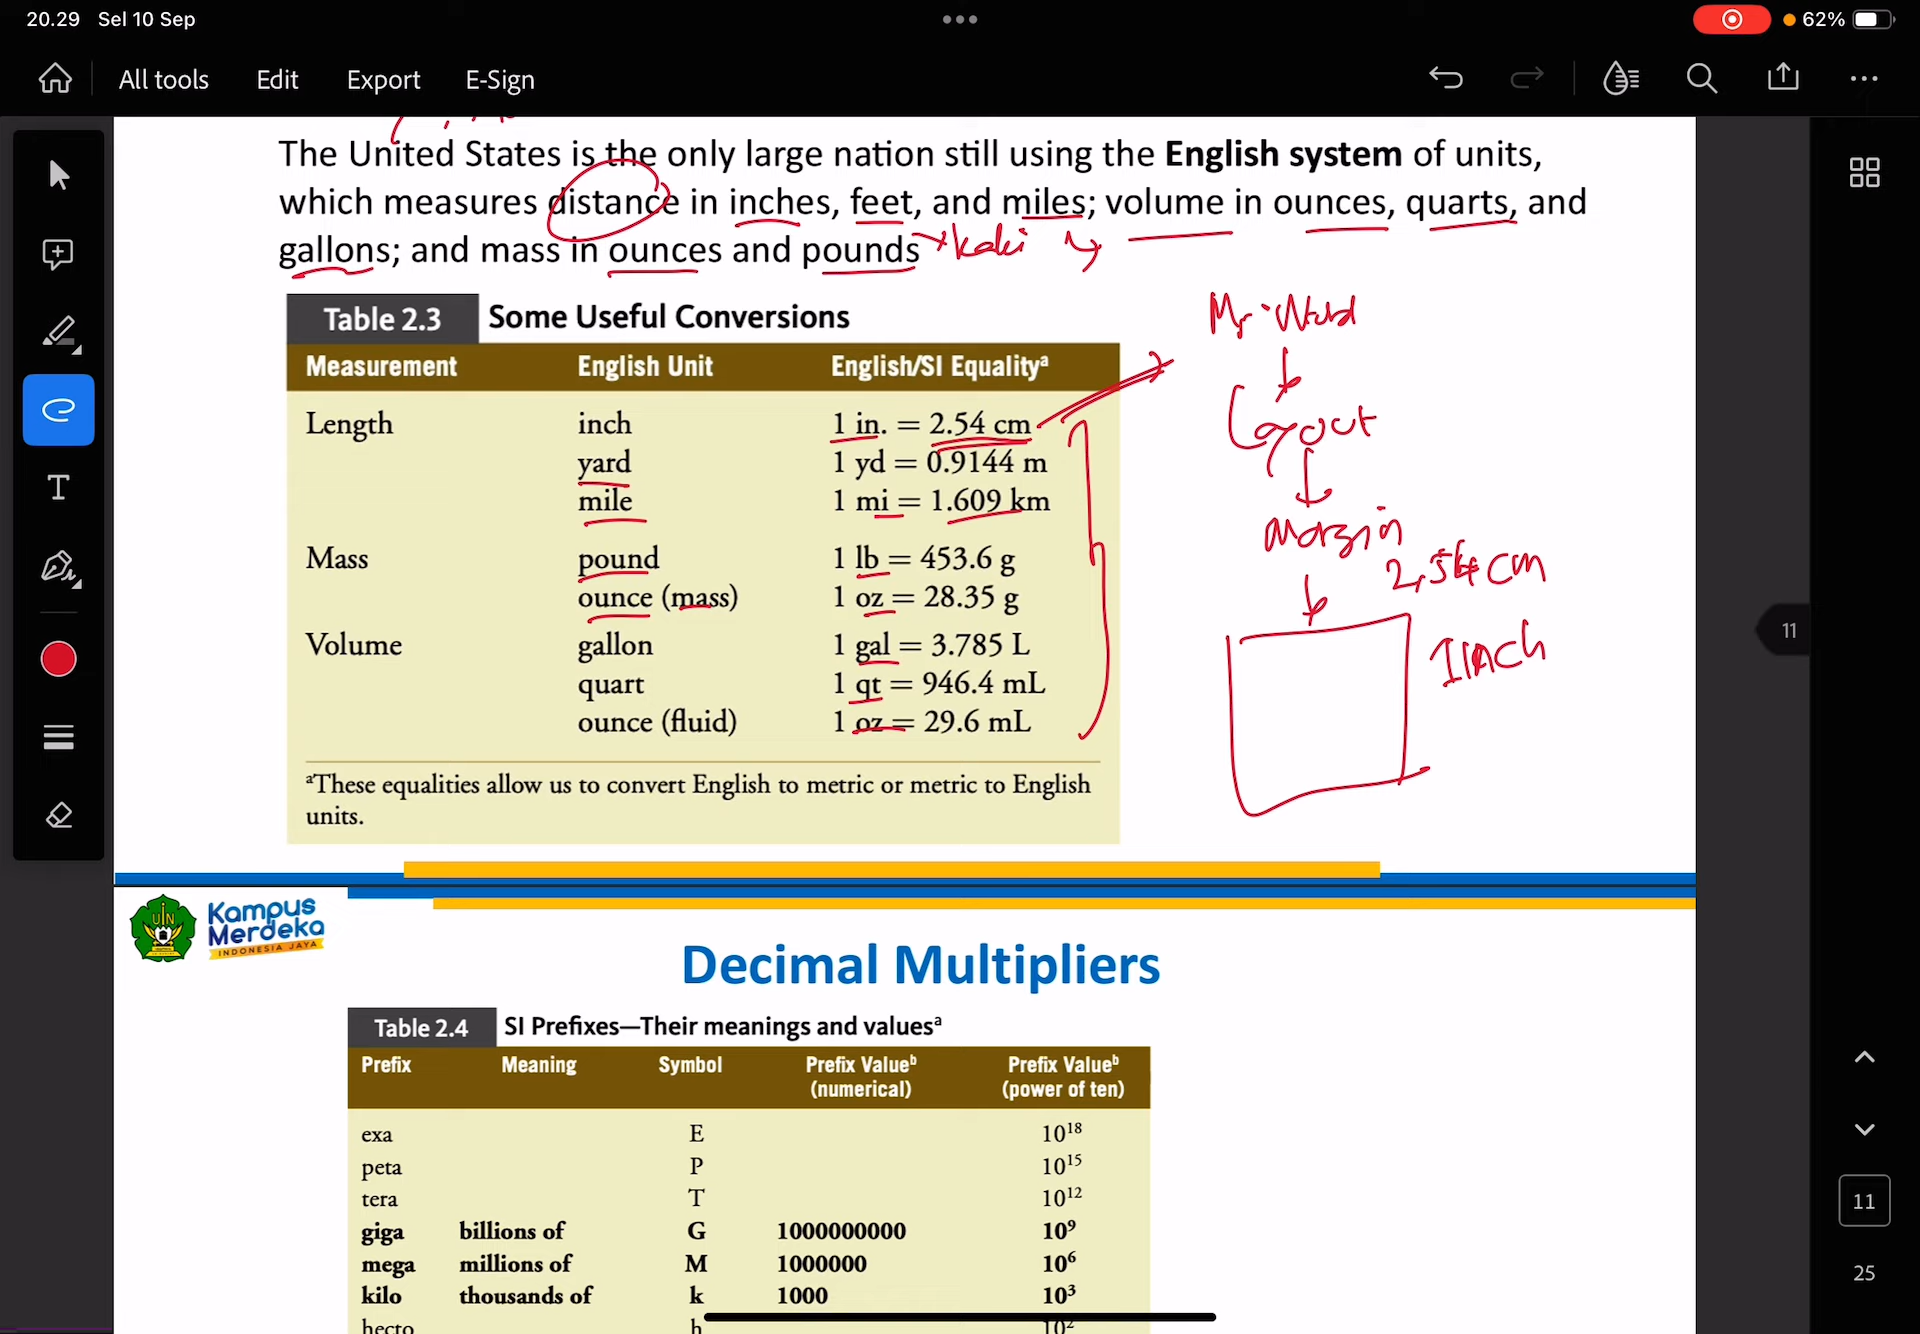 20.29 Sel 10 Sep
62%
All tools Edit Export E-Sign
The United States is the only large nation still using the English system of units,
which measures distance in inches, feet, and miles; volume in ounces, quarts, and
gallons; and mass in ounces and pounds
kaki
Table 2.3 Some Useful Conversions
Measurement English Unit English/SI Equalityᵃ
Length inch 1 in. = 2.54 cm
yard 1 yd = 0.9144 m
mile 1 mi = 1.609 km
Mass pound 1 lb = 453.6 g
ounce (mass) 1 oz = 28.35 g
Volume gallon 1 gal = 3.785 L
quart 1 qt = 946.4 mL
ounce (fluid) 1 oz = 29.6 mL
ᵃThese equalities allow us to convert English to metric or metric to English
units.
Layout
Margin
2,54 cm
1 inch
11
UIN
Kampus
Merdeka
INDONESIA JAYA
Decimal Multipliers
Table 2.4 SI Prefixes—Their meanings and valuesᵃ
Prefix Meaning Symbol Prefix Valueᵇ (numerical) Prefix Valueᵇ (power of ten)
exa E 10¹⁸
peta P 10¹⁵
tera T 10¹²
giga billions of G 1000000000 10⁹
mega millions of M 1000000 10⁶
kilo thousands of k 1000 10³
hecto h 10²
11
25